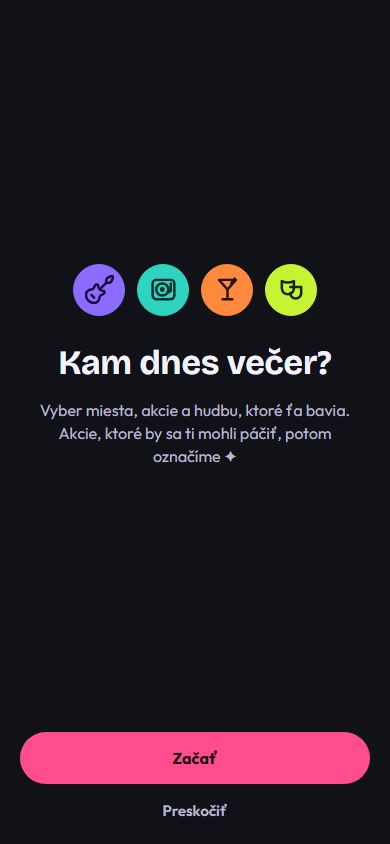 Kam dnes večer?
Vyber miesta, akcie a hudbu, ktoré ťa bavia.
Akcie, ktoré by sa ti mohli páčiť, potom
označíme ✦
Začať
Preskočiť